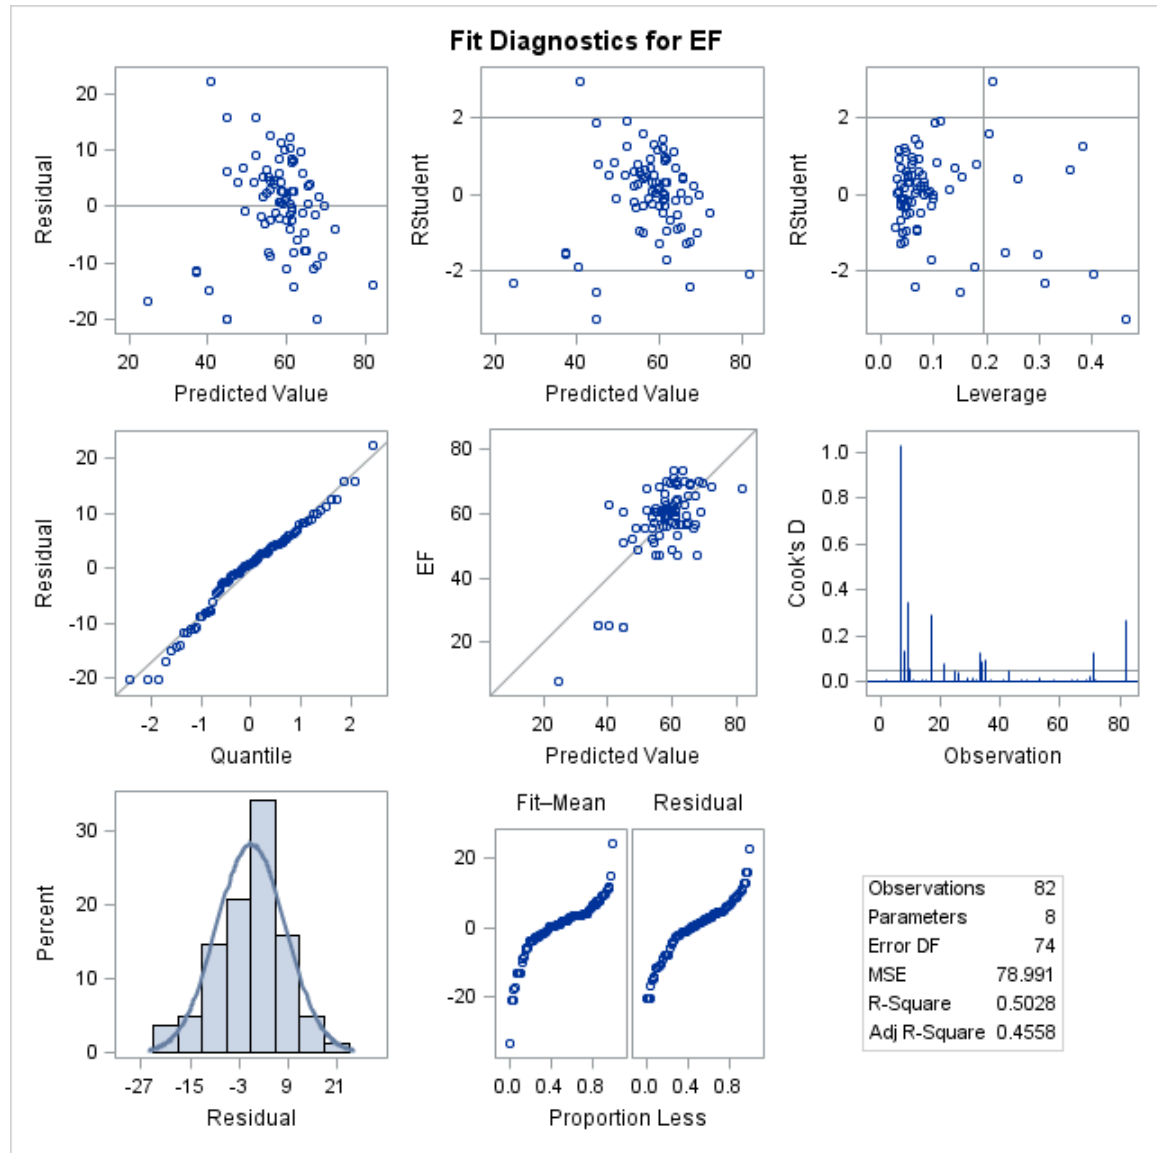 Fit Diagnostics for EF
20
10
0
-10
-20
Residual
20 40 60 80
Predicted Value
2
0
-2
RStudent
20 40 60 80
Predicted Value
2
0
-2
RStudent
0.0 0.1 0.2 0.3 0.4
Leverage
20
10
0
-10
-20
Residual
-2 -1 0 1 2
Quantile
80
60
40
20
EF
20 40 60 80
Predicted Value
1.0
0.8
0.6
0.4
0.2
0.0
Cook's D
0 20 40 60 80
Observation
30
20
10
0
Percent
-27 -15 -3 9 21
Residual
Fit–Mean Residual
20
0
-20
0.0 0.4 0.8 0.0 0.4 0.8
Proportion Less
Observations 82
Parameters 8
Error DF 74
MSE 78.991
R-Square 0.5028
Adj R-Square 0.4558